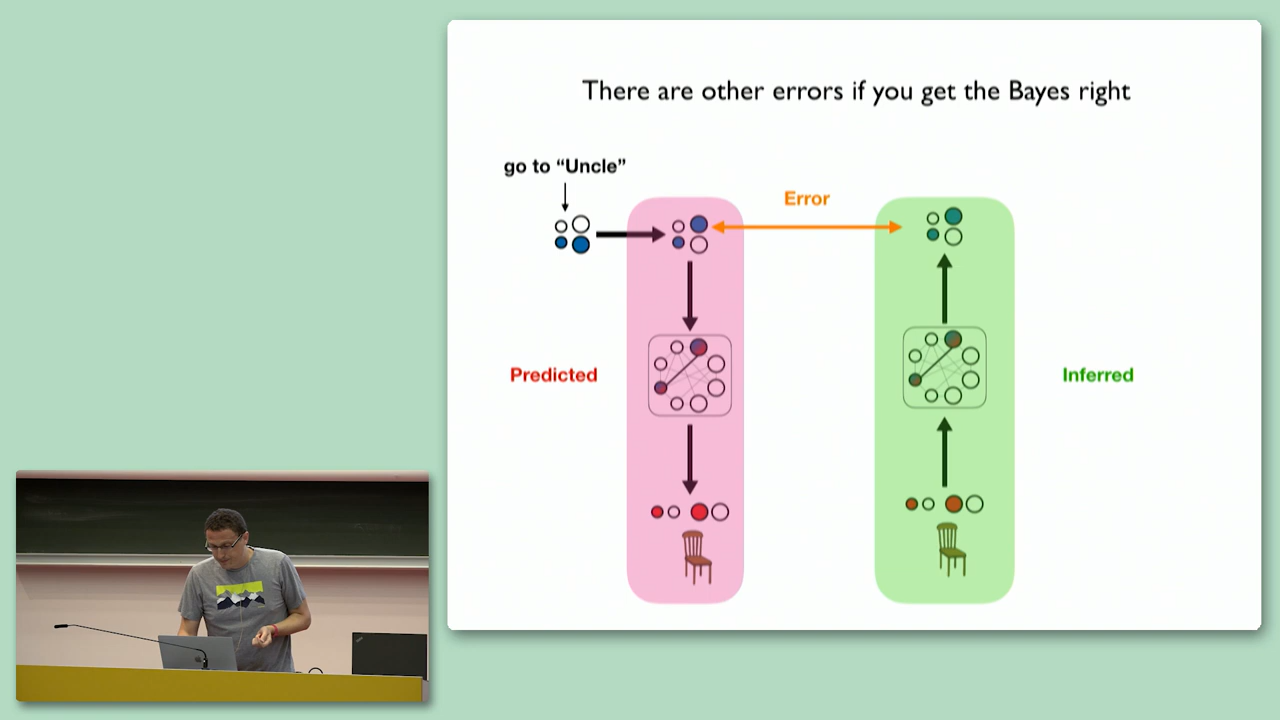 There are other errors if you get the Bayes right
go to “Uncle”
Error
Predicted
Inferred